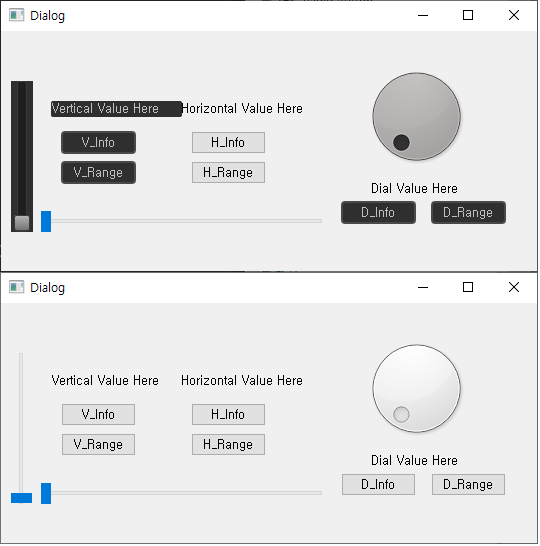 Dialog
Vertical Value Here
Horizontal Value Here
V_Info
H_Info
V_Range
H_Range
Dial Value Here
D_Info
D_Range
Dialog
Vertical Value Here
Horizontal Value Here
V_Info
H_Info
V_Range
H_Range
Dial Value Here
D_Info
D_Range